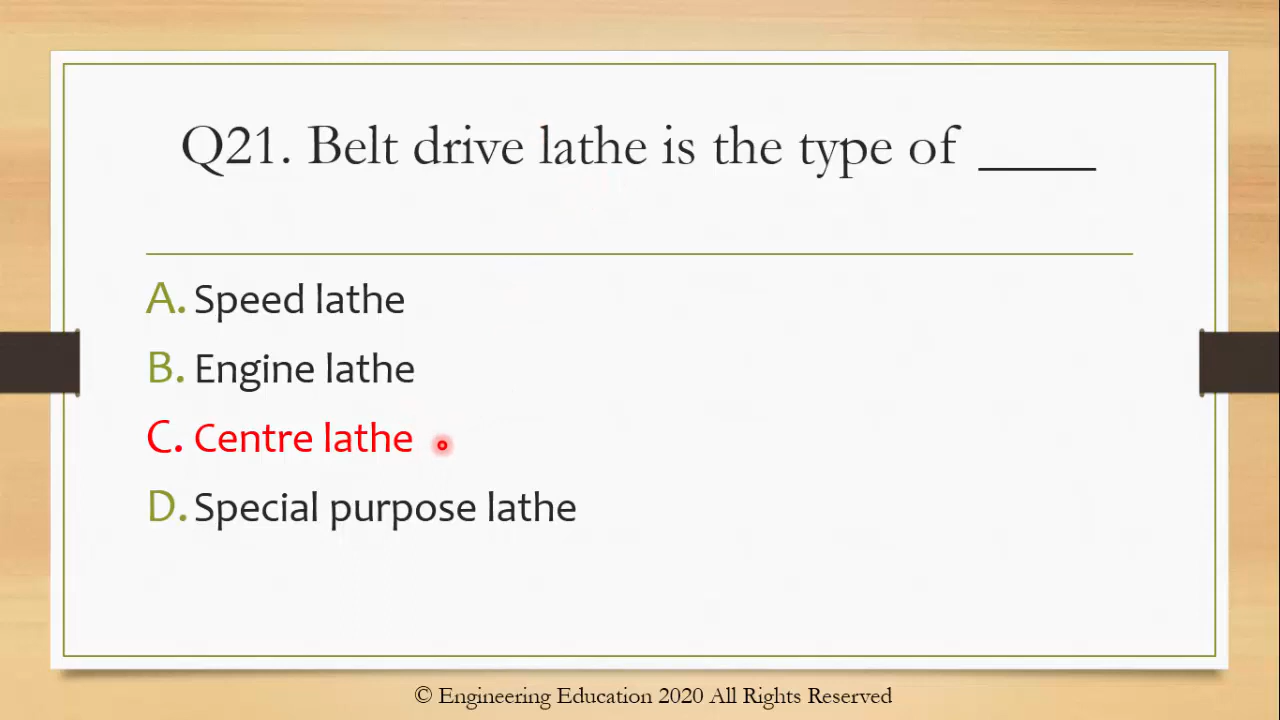 Q21. Belt drive lathe is the type of ____
A. Speed lathe
B. Engine lathe
C. Centre lathe
D. Special purpose lathe
© Engineering Education 2020 All Rights Reserved